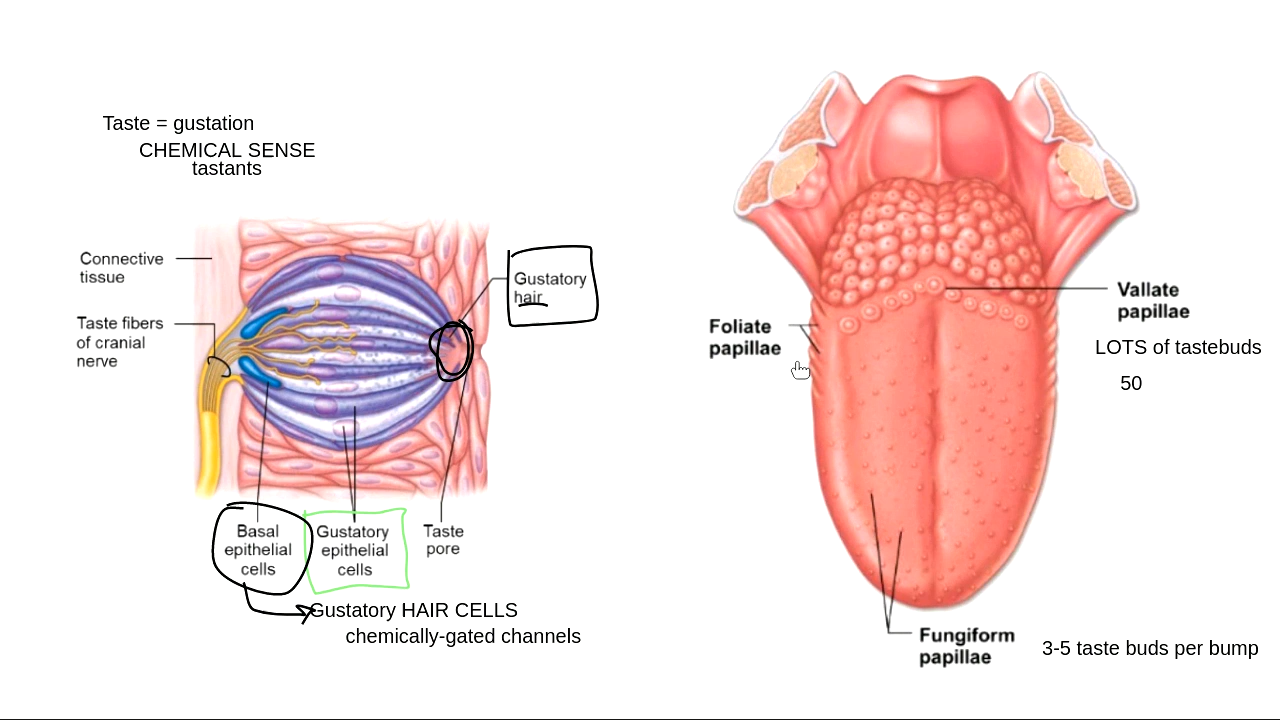 Taste = gustation
CHEMICAL SENSE
tastants
Connective
tissue
Taste fibers
of cranial
nerve
Gustatory
hair
Basal
epithelial
cells
Gustatory
epithelial
cells
Taste
pore
Gustatory HAIR CELLS
chemically-gated channels
Foliate
papillae
Vallate
papillae
LOTS of tastebuds
50
Fungiform
papillae
3-5 taste buds per bump